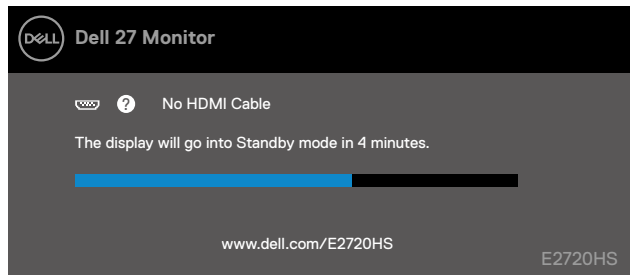 DELL Dell 27 Monitor
? No HDMI Cable
The display will go into Standby mode in 4 minutes.
www.dell.com/E2720HS
E2720HS